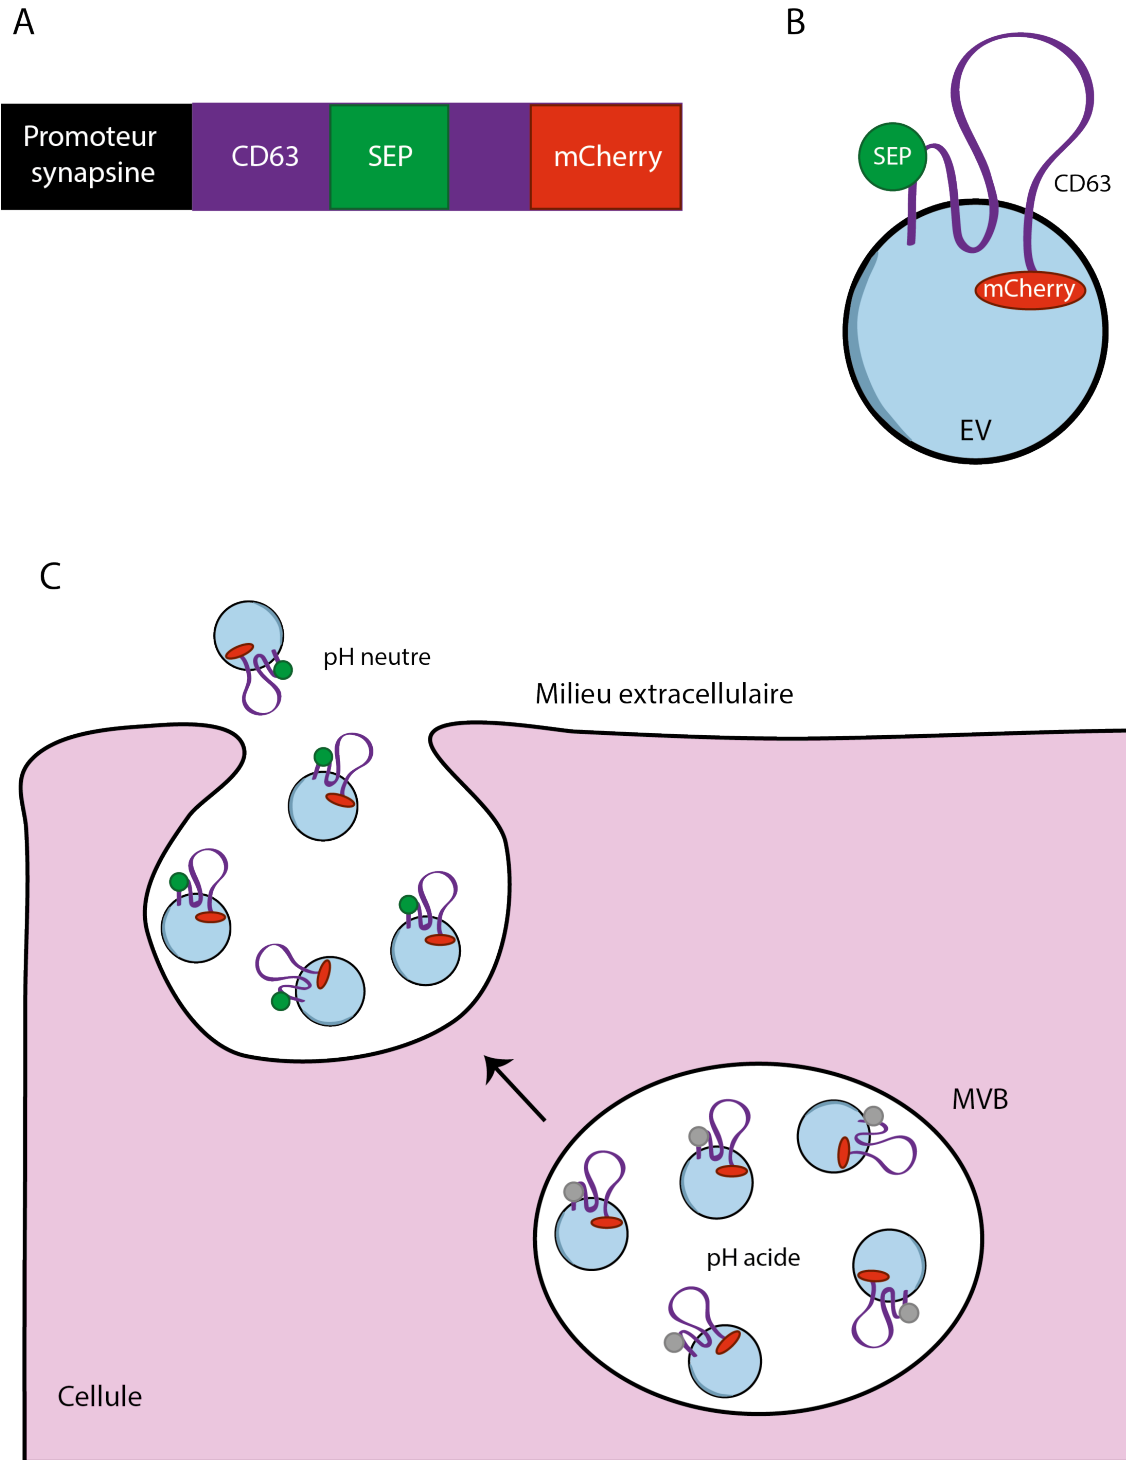 A
Promoteur
synapsine
CD63
SEP
mCherry
B
SEP
CD63
mCherry
EV
C
pH neutre
Milieu extracellulaire
MVB
pH acide
Cellule